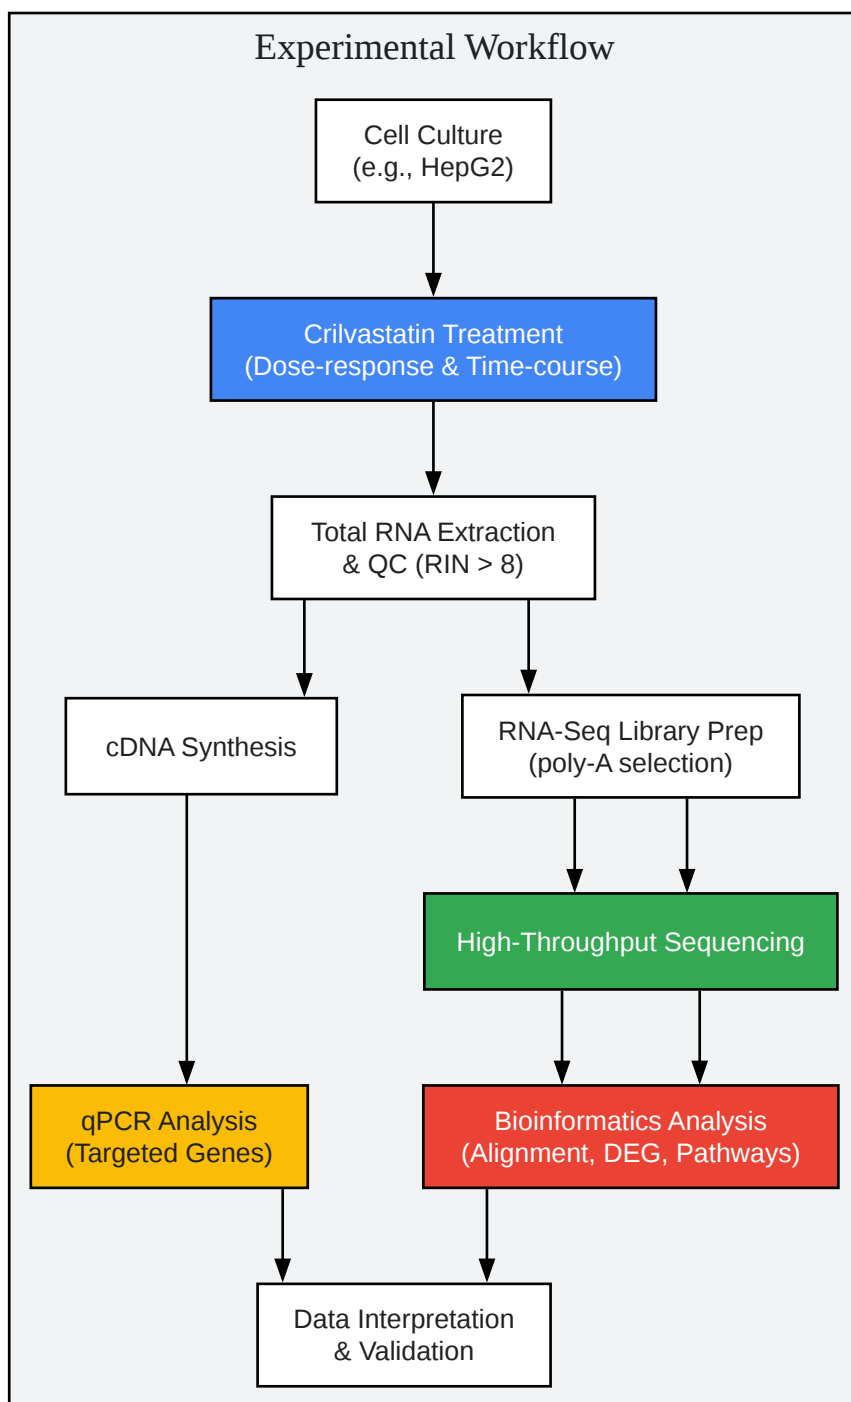 Experimental Workflow
Cell Culture
(e.g., HepG2)
Crilvastatin Treatment
(Dose-response & Time-course)
Total RNA Extraction
& QC (RIN > 8)
cDNA Synthesis
RNA-Seq Library Prep
(poly-A selection)
High-Throughput Sequencing
qPCR Analysis
(Targeted Genes)
Bioinformatics Analysis
(Alignment, DEG, Pathways)
Data Interpretation
& Validation